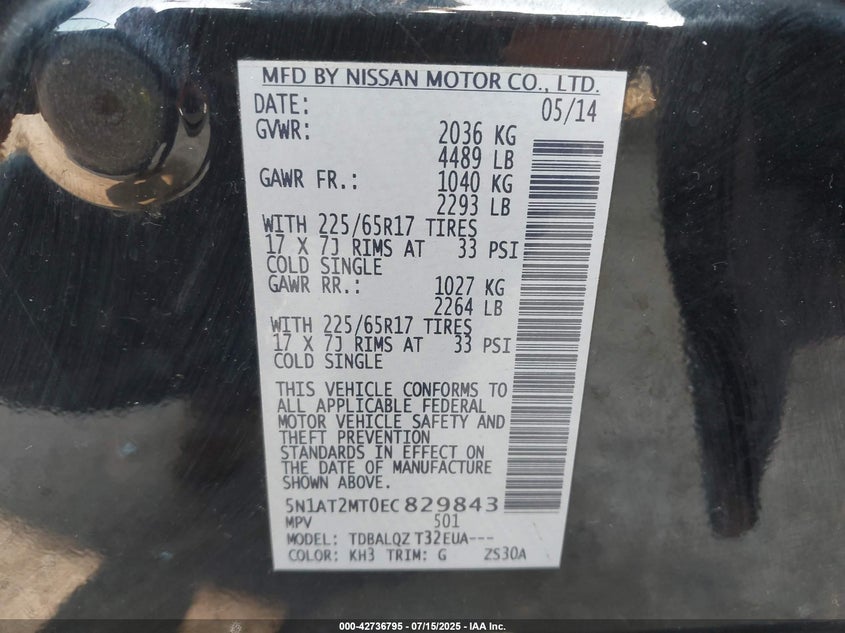 MFD BY NISSAN MOTOR CO., LTD.
DATE: 05/14
GVWR: 2036 KG
4489 LB
GAWR FR.: 1040 KG
2293 LB
WITH 225/65R17 TIRES
17 X 7J RIMS AT 33 PSI
COLD SINGLE
GAWR RR.: 1027 KG
2264 LB
WITH 225/65R17 TIRES
17 X 7J RIMS AT 33 PSI
COLD SINGLE
THIS VEHICLE CONFORMS TO
ALL APPLICABLE FEDERAL
MOTOR VEHICLE SAFETY AND
THEFT PREVENTION
STANDARDS IN EFFECT ON
THE DATE OF MANUFACTURE
SHOWN ABOVE.
5N1AT2MT0EC829843
MPV 501
MODEL: TDBALQZ T32EUA---
COLOR: KH3 TRIM: G ZS30A
000-42736795 - 07/15/2025 - IAA Inc.